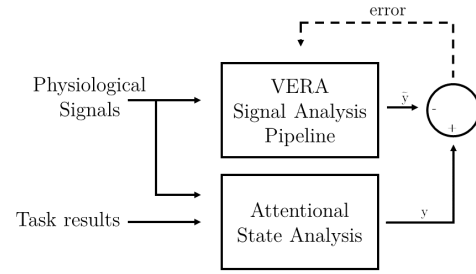 error
Physiological
Signals
VERA
Signal Analysis
Pipeline
ỹ
-
+
Task results
Attentional
State Analysis
y